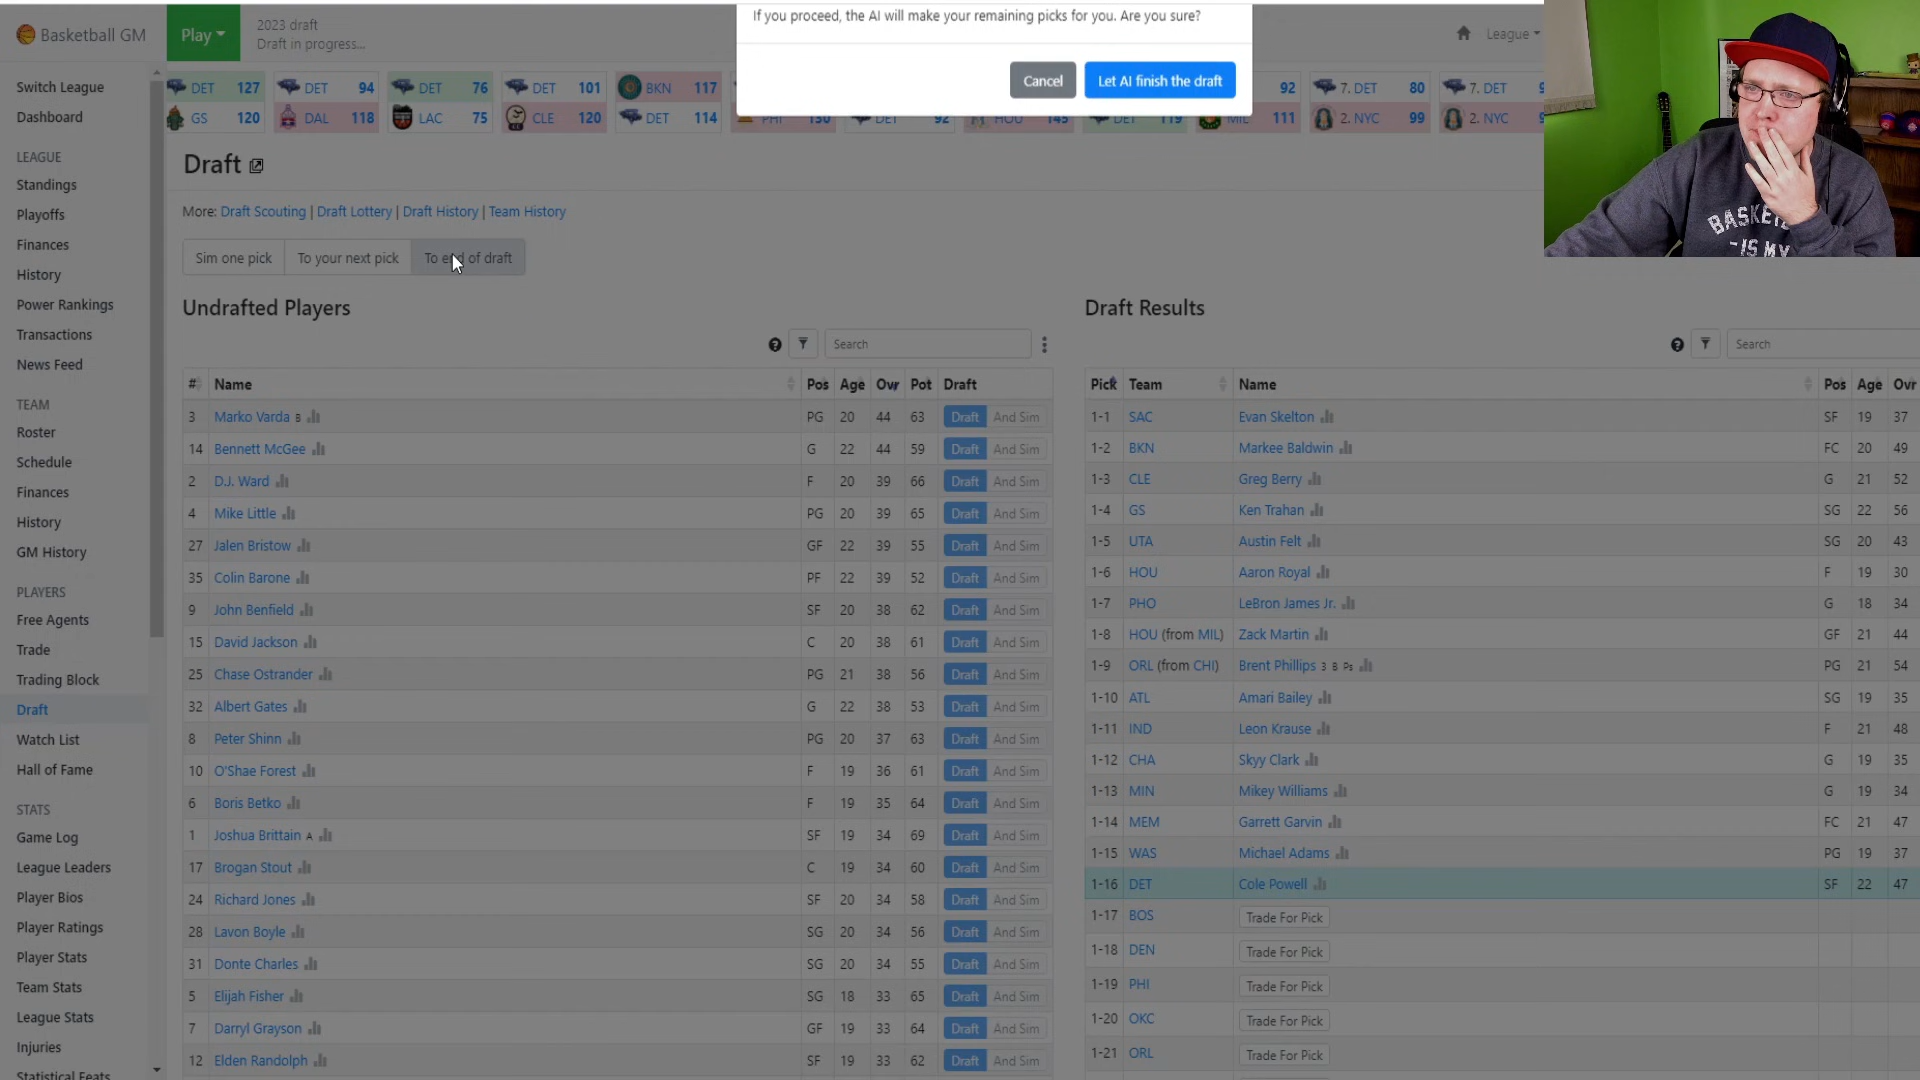 If you proceed, the AI will make your remaining picks for you. Are you sure?
Cancel Let AI finish the draft
Basketball GM Play 2023 draft
Draft in progress...
League
DET 127 DET 94 DET 76 DET 101 BKN 117 92 7. DET 80 7. DET
GS 120 DAL 118 LAC 75 CLE 120 DET 114 PHI 130 DET 92 HOU 145 DET 119 MIL 111 2. NYC 99 2. NYC
Switch League
Dashboard
LEAGUE
Standings
Playoffs
Finances
History
Power Rankings
Transactions
News Feed
TEAM
Roster
Schedule
Finances
History
GM History
PLAYERS
Free Agents
Trade
Trading Block
Draft
Watch List
Hall of Fame
STATS
Game Log
League Leaders
Player Bios
Player Ratings
Player Stats
Team Stats
League Stats
Injuries
Statistical Feats
Draft
More: Draft Scouting | Draft Lottery | Draft History | Team History
Sim one pick To your next pick To end of draft
Undrafted Players
Search
# Name Pos Age Ovr Pot Draft
3 Marko Varda B PG 20 44 63 Draft And Sim
14 Bennett McGee G 22 44 59 Draft And Sim
2 D.J. Ward F 20 39 66 Draft And Sim
4 Mike Little PG 20 39 65 Draft And Sim
27 Jalen Bristow GF 22 39 55 Draft And Sim
35 Colin Barone PF 22 39 52 Draft And Sim
9 John Benfield SF 20 38 62 Draft And Sim
15 David Jackson C 20 38 61 Draft And Sim
25 Chase Ostrander PG 21 38 56 Draft And Sim
32 Albert Gates G 22 38 53 Draft And Sim
8 Peter Shinn PG 20 37 63 Draft And Sim
10 O'Shae Forest F 19 36 61 Draft And Sim
6 Boris Betko F 19 35 64 Draft And Sim
1 Joshua Brittain A SF 19 34 69 Draft And Sim
17 Brogan Stout C 19 34 60 Draft And Sim
24 Richard Jones SF 20 34 58 Draft And Sim
28 Lavon Boyle SG 20 34 56 Draft And Sim
31 Donte Charles SG 20 34 55 Draft And Sim
5 Elijah Fisher SG 18 33 65 Draft And Sim
7 Darryl Grayson GF 19 33 64 Draft And Sim
12 Elden Randolph SF 19 33 62 Draft And Sim
Draft Results
Search
Pick Team Name Pos Age Ovr
1-1 SAC Evan Skelton SF 19 37
1-2 BKN Markee Baldwin FC 20 49
1-3 CLE Greg Berry G 21 52
1-4 GS Ken Trahan SG 22 56
1-5 UTA Austin Felt SG 20 43
1-6 HOU Aaron Royal F 19 30
1-7 PHO LeBron James Jr. G 18 34
1-8 HOU (from MIL) Zack Martin GF 21 44
1-9 ORL (from CHI) Brent Phillips 3 B Ps PG 21 54
1-10 ATL Amari Bailey SG 19 35
1-11 IND Leon Krause F 21 48
1-12 CHA Skyy Clark G 19 35
1-13 MIN Mikey Williams G 19 34
1-14 MEM Garrett Garvin FC 21 47
1-15 WAS Michael Adams PG 19 37
1-16 DET Cole Powell SF 22 47
1-17 BOS Trade For Pick
1-18 DEN Trade For Pick
1-19 PHI Trade For Pick
1-20 OKC Trade For Pick
1-21 ORL Trade For Pick
IS MY